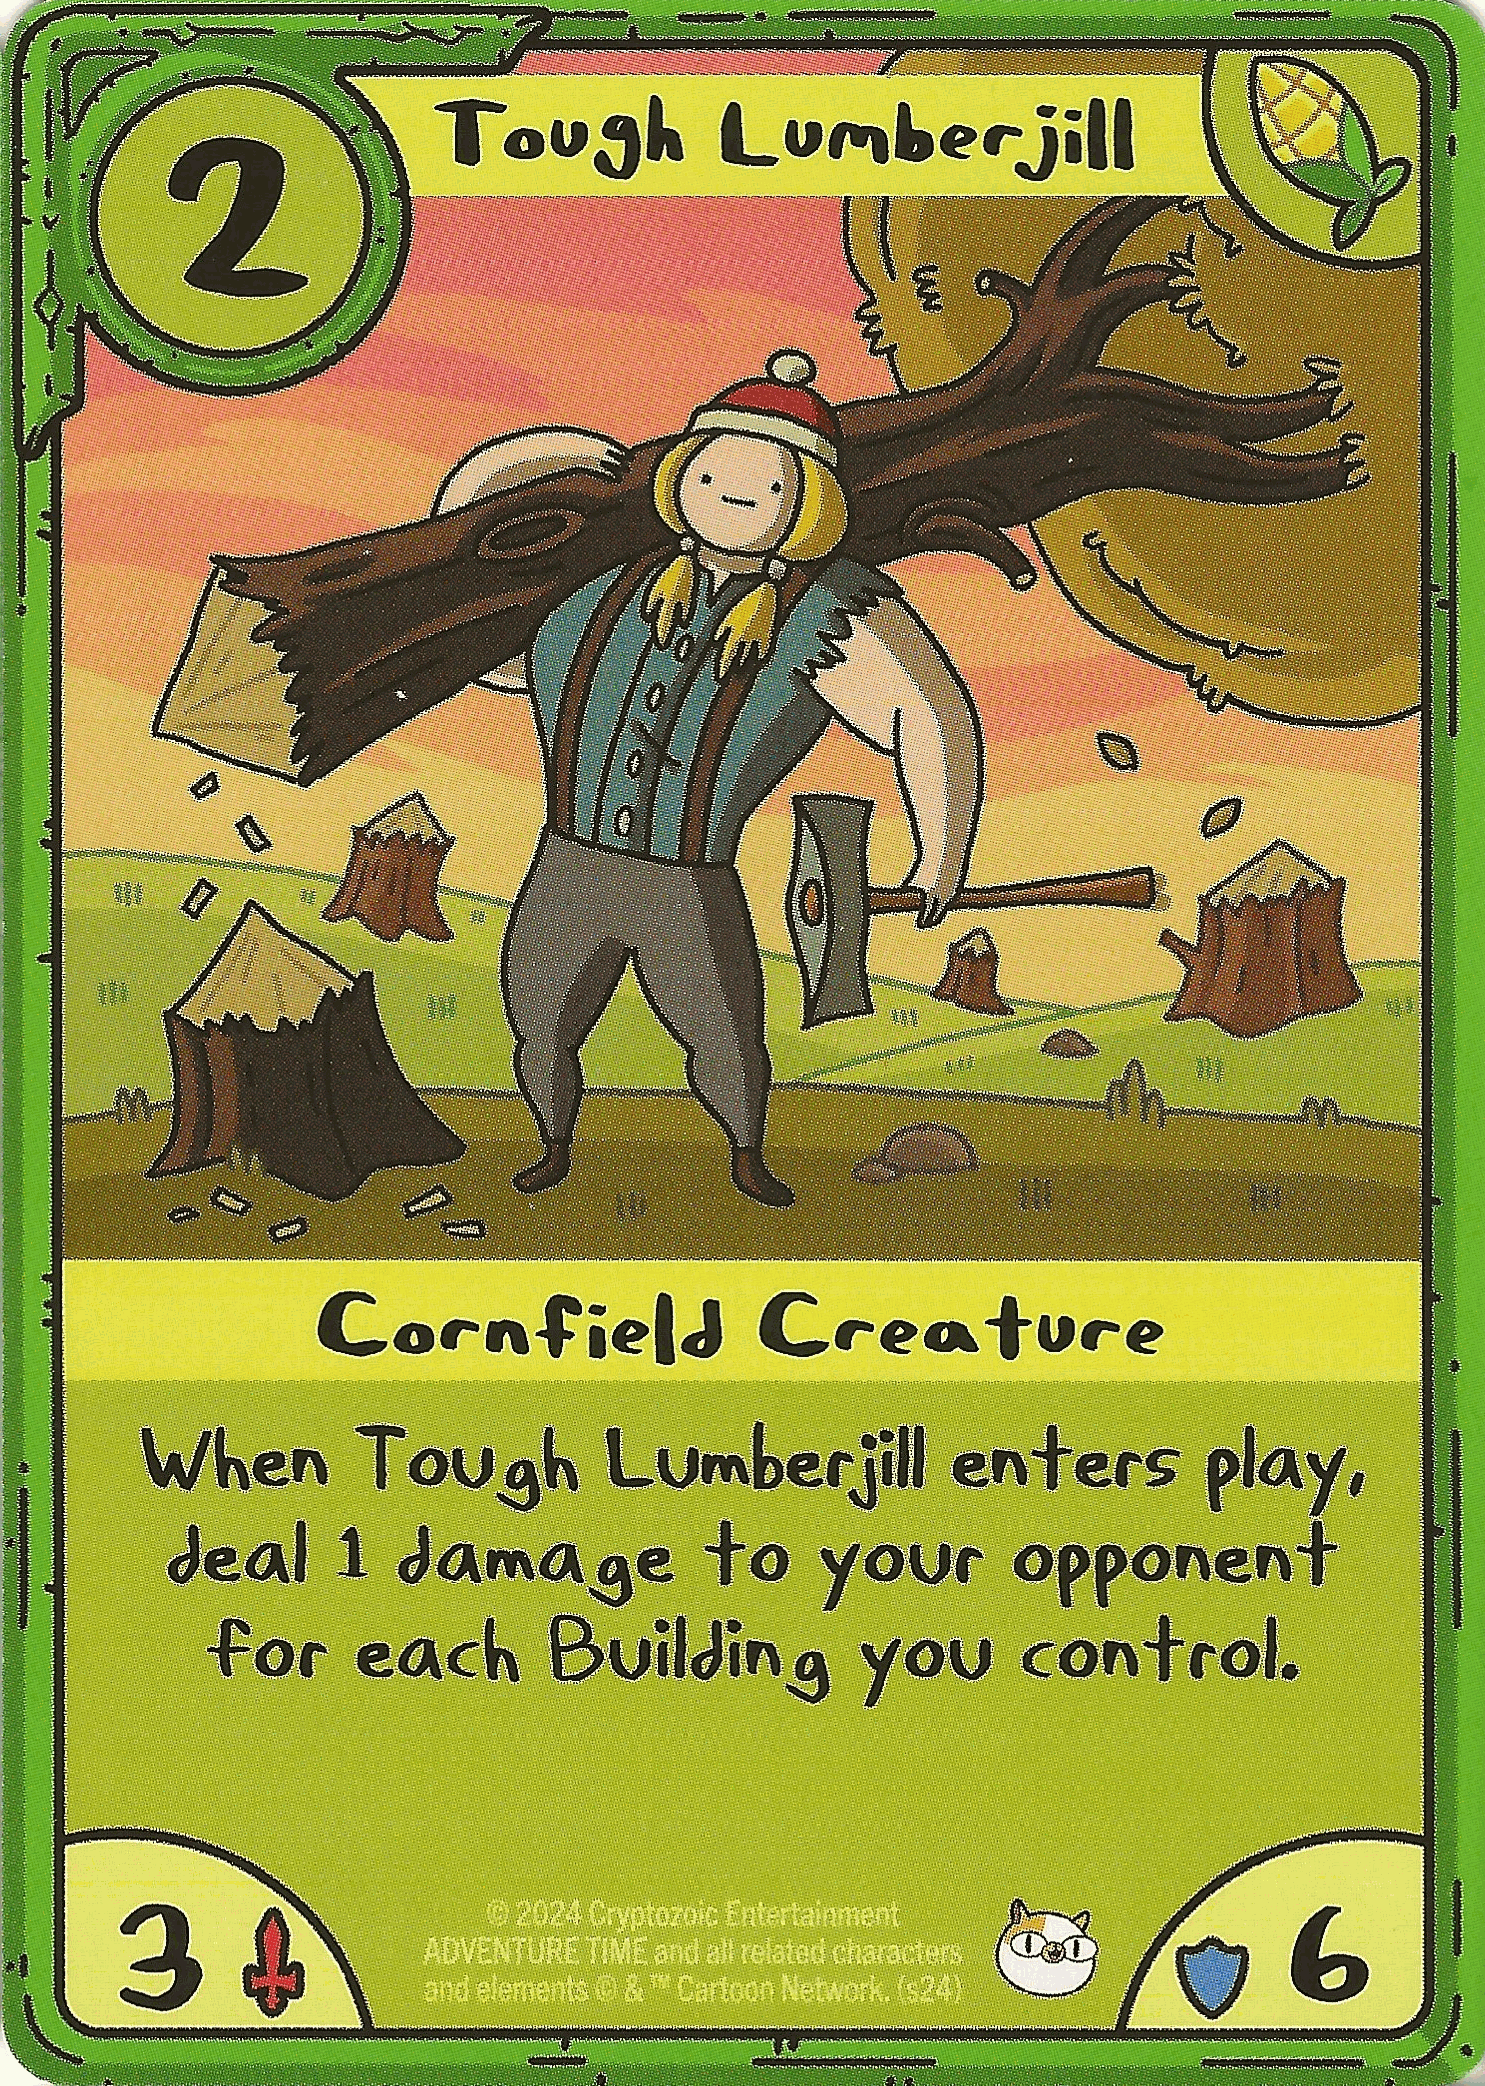 2
Tough Lumberjill
Cornfield Creature
When Tough Lumberjill enters play,
deal 1 damage to your opponent
for each Building you control.
3
© 2024 Cryptozoic Entertainment
ADVENTURE TIME and all related characters
and elements © & ™ Cartoon Network. (s24)
6